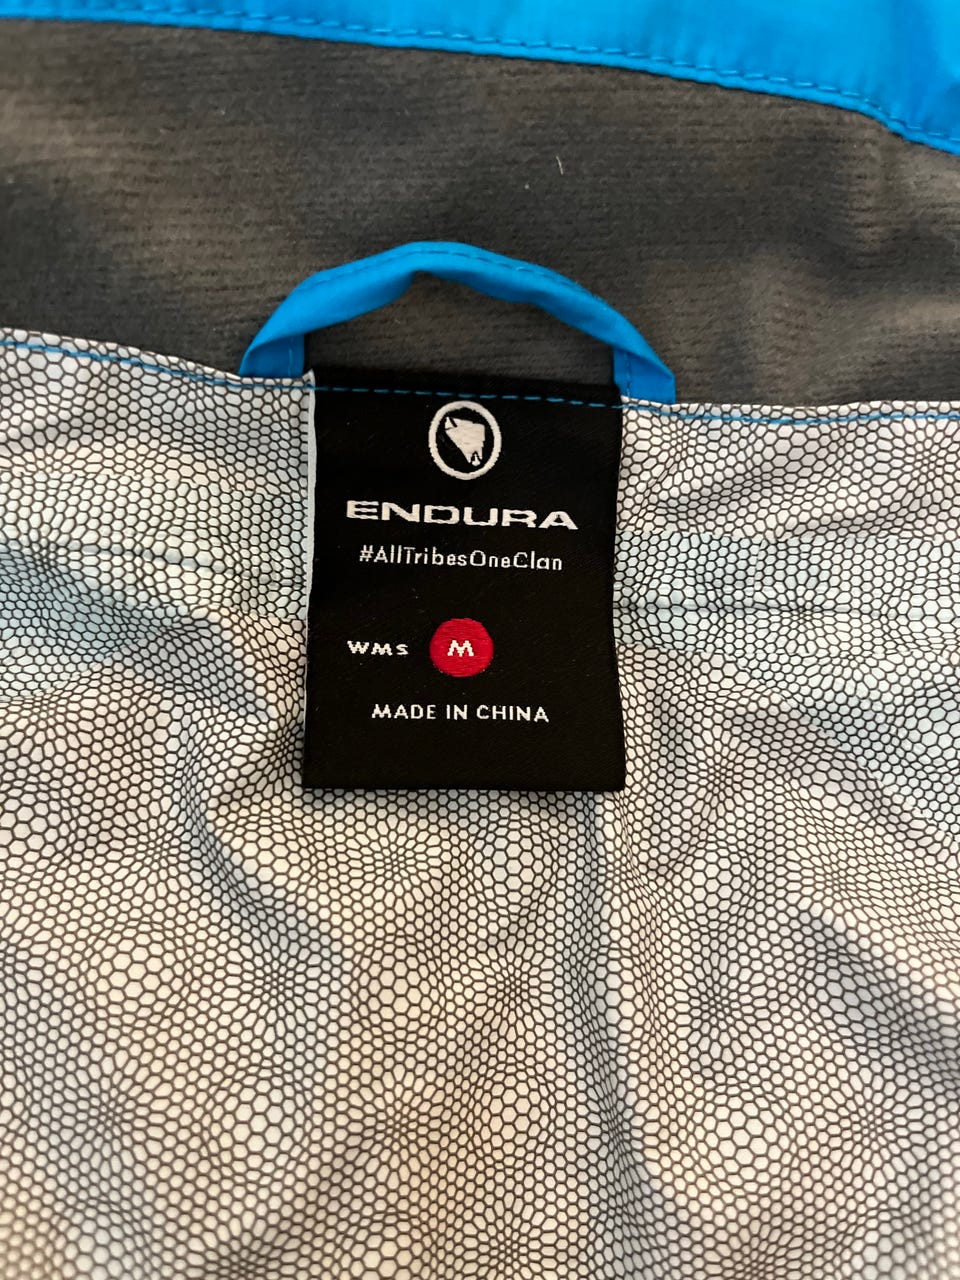 ENDURA
#AllTribesOneClan
WMS M
MADE IN CHINA